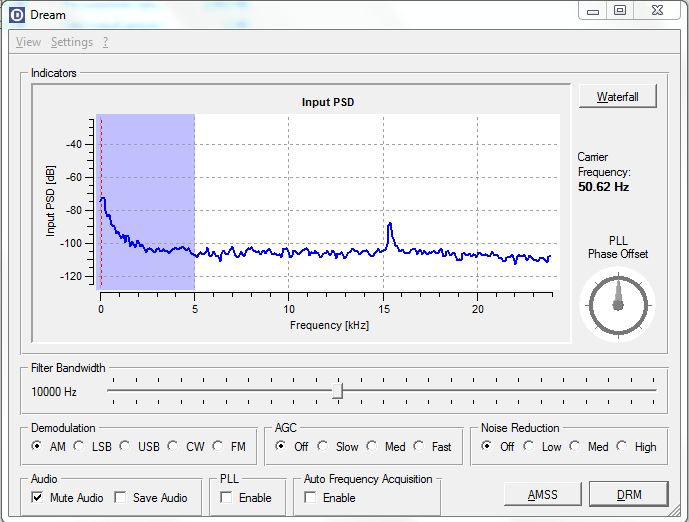 D Dream
View Settings ?
Indicators
Input PSD
Waterfall
Input PSD [dB]
-40
-60
-80
-100
-120
0 5 10 15 20
Frequency [kHz]
Carrier
Frequency:
50.62 Hz
PLL
Phase Offset
Filter Bandwidth
10000 Hz
Demodulation
AM LSB USB CW FM
AGC
Off Slow Med Fast
Noise Reduction
Off Low Med High
Audio
Mute Audio Save Audio
PLL
Enable
Auto Frequency Acquisition
Enable
AMSS
DRM